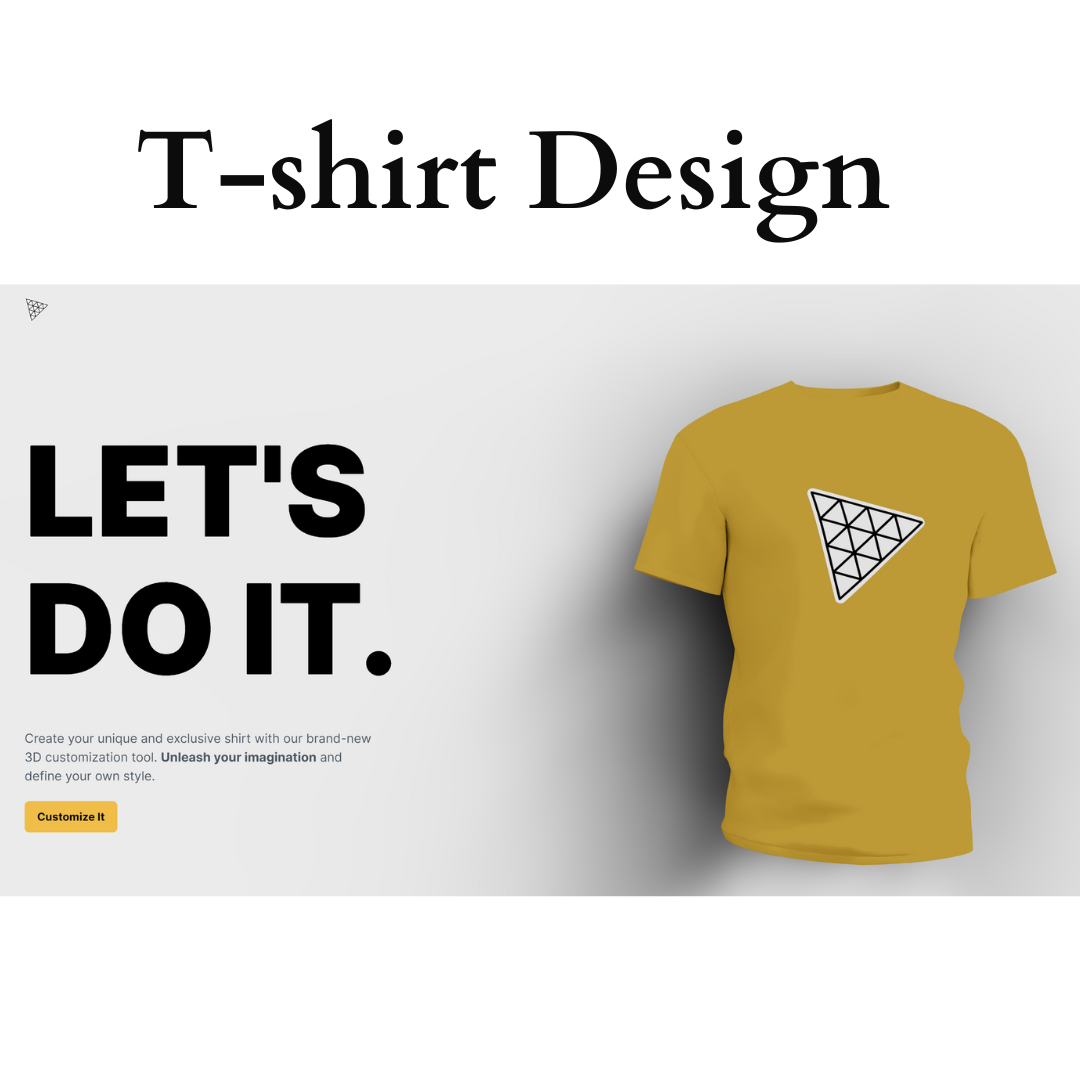 T-shirt Design
LET'S
DO IT.
Create your unique and exclusive shirt with our brand-new
3D customization tool. Unleash your imagination and
define your own style.
Customize It